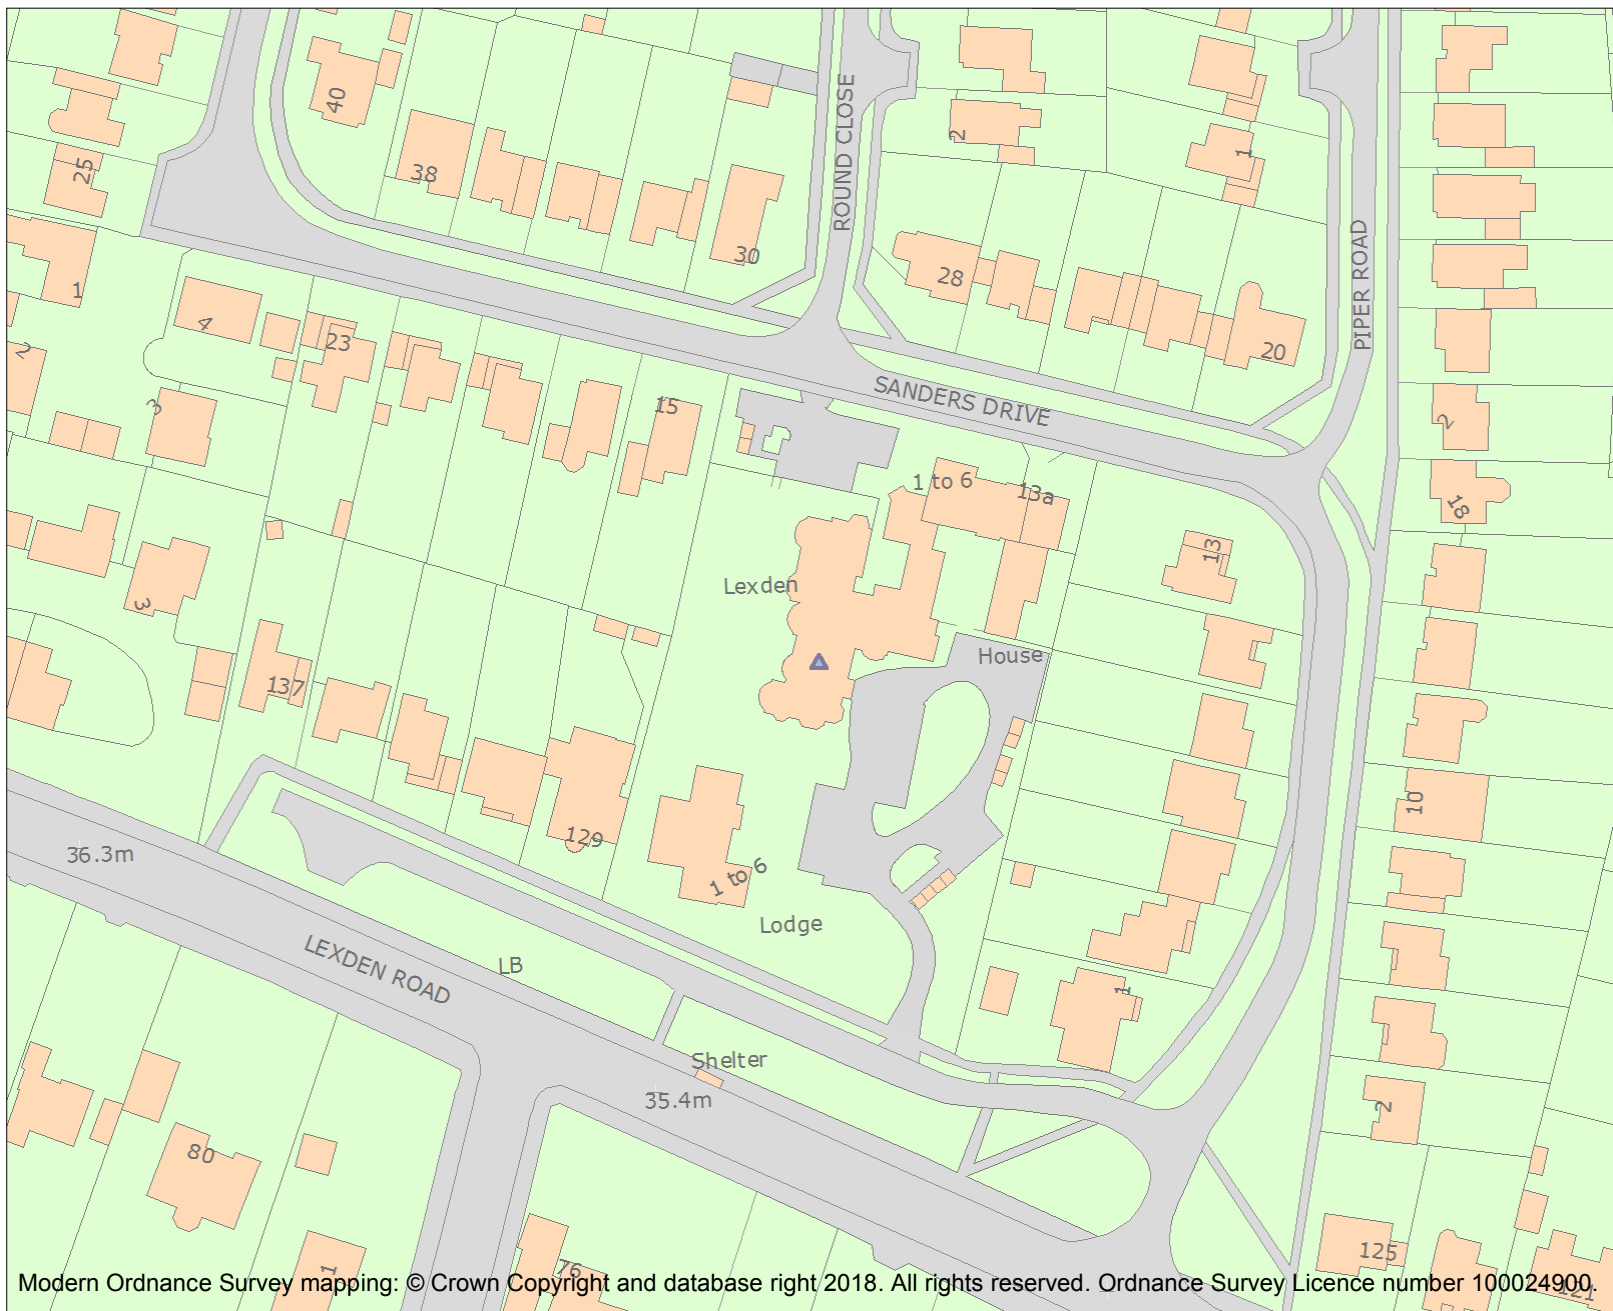 40
38
25
30
1
ROUND CLOSE
2
1
28
20
PIPER ROAD
4
23
2
3
15
SANDERS DRIVE
2
1 to 6
13a
18
13
3
Lexden
House
137
129
1 to 6
Lodge
10
36.3m
LEXDEN ROAD
LB
1
Shelter
35.4m
2
80
1
76
125
121
Modern Ordnance Survey mapping: © Crown Copyright and database right 2018. All rights reserved. Ordnance Survey Licence number 100024900.